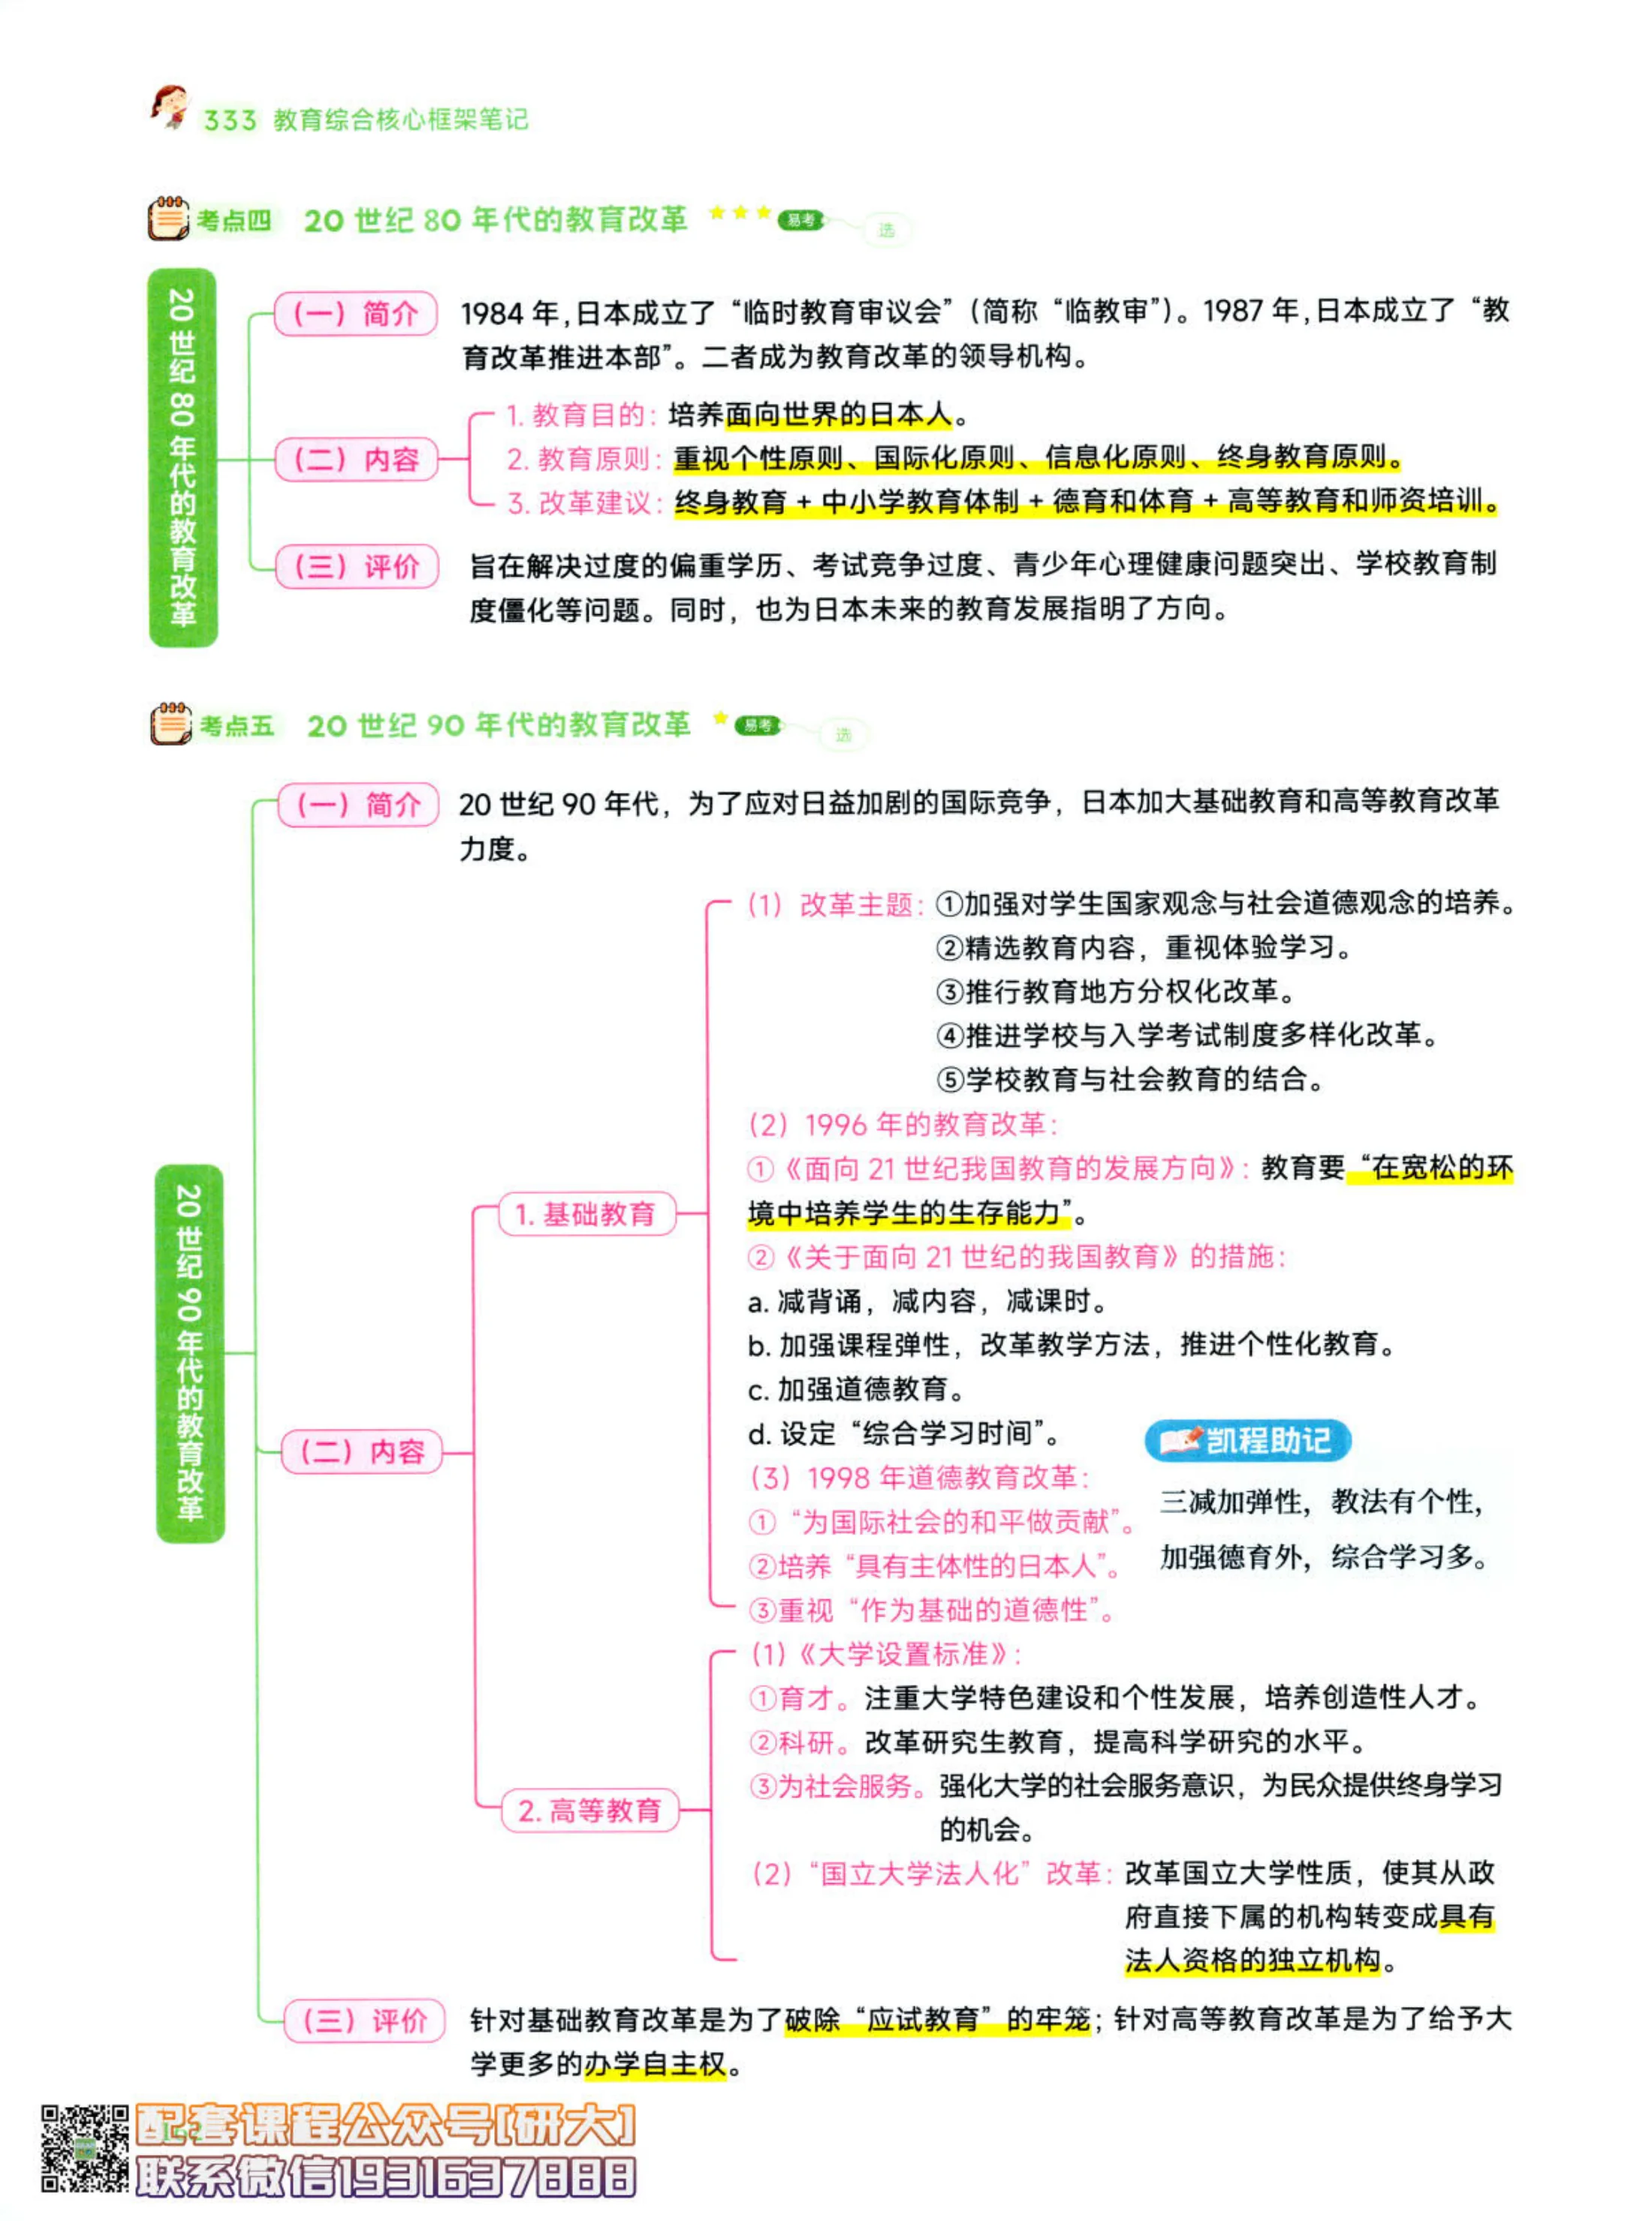 333 教育综合核心框架笔记
考点四 20 世纪 80 年代的教育改革 易考 选
20 世纪 80 年代的教育改革
（一）简介
1984 年，日本成立了“临时教育审议会”（简称“临教审”）。1987 年，日本成立了“教
育改革推进本部”。二者成为教育改革的领导机构。
（二）内容
1. 教育目的：培养面向世界的日本人。
2. 教育原则：重视个性原则、国际化原则、信息化原则、终身教育原则。
3. 改革建议：终身教育 + 中小学教育体制 + 德育和体育 + 高等教育和师资培训。
（三）评价
旨在解决过度的偏重学历、考试竞争过度、青少年心理健康问题突出、学校教育制
度僵化等问题。同时，也为日本未来的教育发展指明了方向。
考点五 20 世纪 90 年代的教育改革 易考 选
20 世纪 90 年代的教育改革
（一）简介
20 世纪 90 年代，为了应对日益加剧的国际竞争，日本加大基础教育和高等教育改革
力度。
（二）内容
1. 基础教育
（1）改革主题：①加强对学生国家观念与社会道德观念的培养。
②精选教育内容，重视体验学习。
③推行教育地方分权化改革。
④推进学校与入学考试制度多样化改革。
⑤学校教育与社会教育的结合。
（2）1996 年的教育改革：
①《面向 21 世纪我国教育的发展方向》：教育要“在宽松的环
境中培养学生的生存能力”。
②《关于面向 21 世纪的我国教育》的措施：
a. 减背诵，减内容，减课时。
b. 加强课程弹性，改革教学方法，推进个性化教育。
c. 加强道德教育。
d. 设定“综合学习时间”。
（3）1998 年道德教育改革：
①“为国际社会的和平做贡献”。
②培养“具有主体性的日本人”。
③重视“作为基础的道德性”。
凯程助记
三减加弹性，教法有个性，
加强德育外，综合学习多。
2. 高等教育
（1）《大学设置标准》：
①育才。注重大学特色建设和个性发展，培养创造性人才。
②科研。改革研究生教育，提高科学研究的水平。
③为社会服务。强化大学的社会服务意识，为民众提供终身学习
的机会。
（2）“国立大学法人化”改革：改革国立大学性质，使其从政
府直接下属的机构转变成具有
法人资格的独立机构。
（三）评价
针对基础教育改革是为了破除“应试教育”的牢笼；针对高等教育改革是为了给予大
学更多的办学自主权。
配套课程公众号[研大]
联系微信1931637888